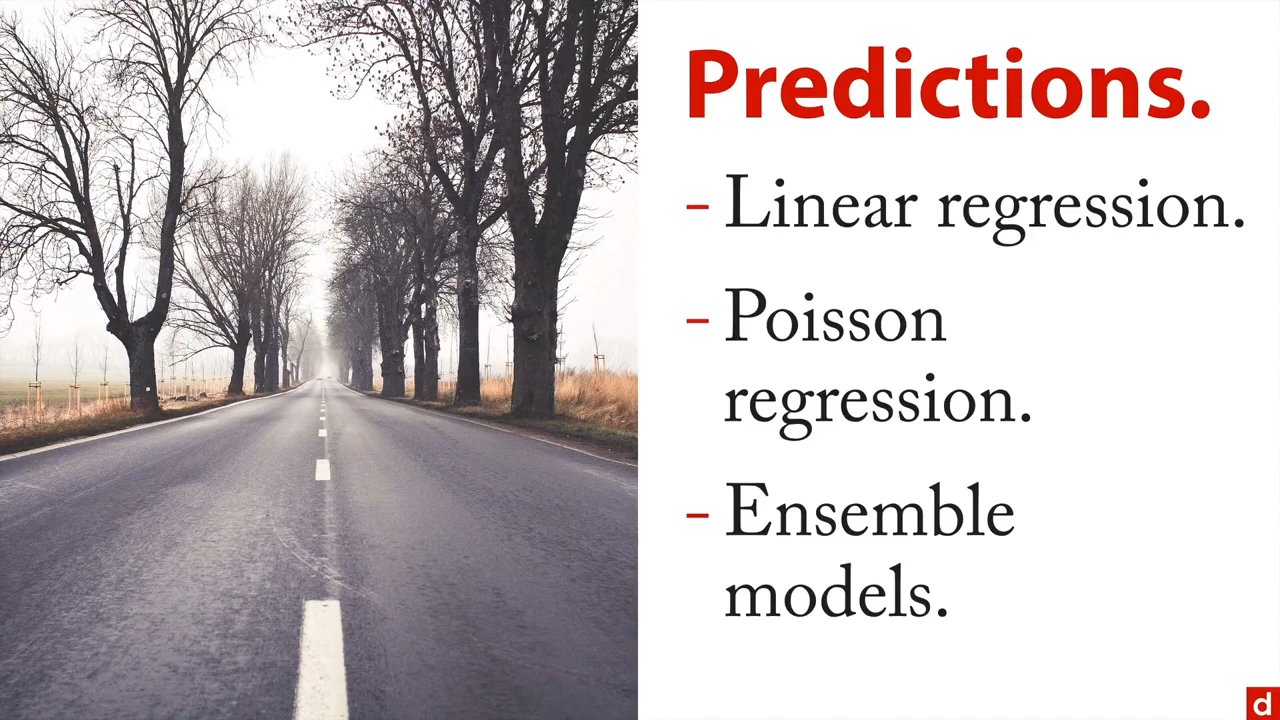 Predictions.
- Linear regression.
- Poisson
regression.
- Ensemble
models.
d